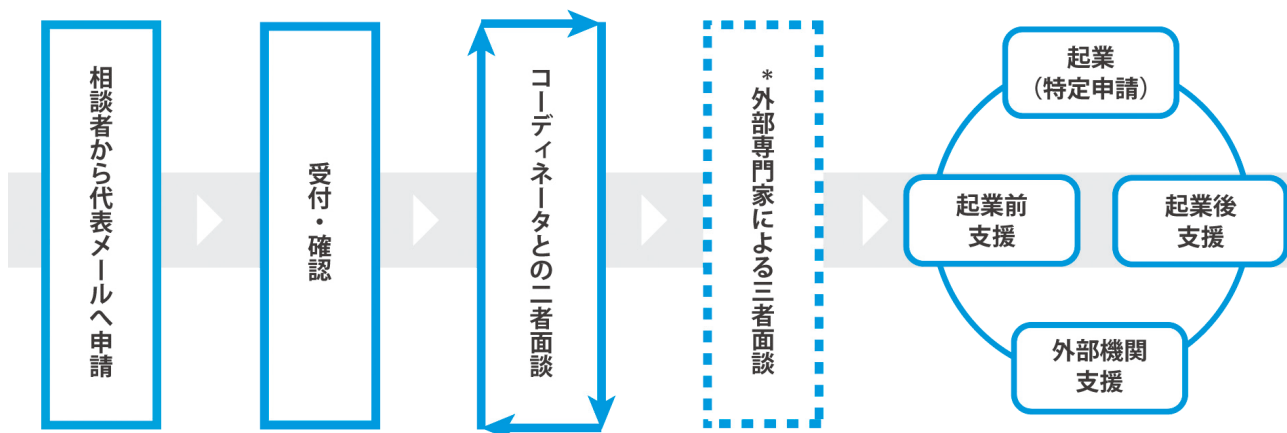 相談者から代表メールへ申請
受付・確認
コーディネータとの二者面談
*外部専門家による三者面談
起業
（特定申請）
起業前
支援
起業後
支援
外部機関
支援